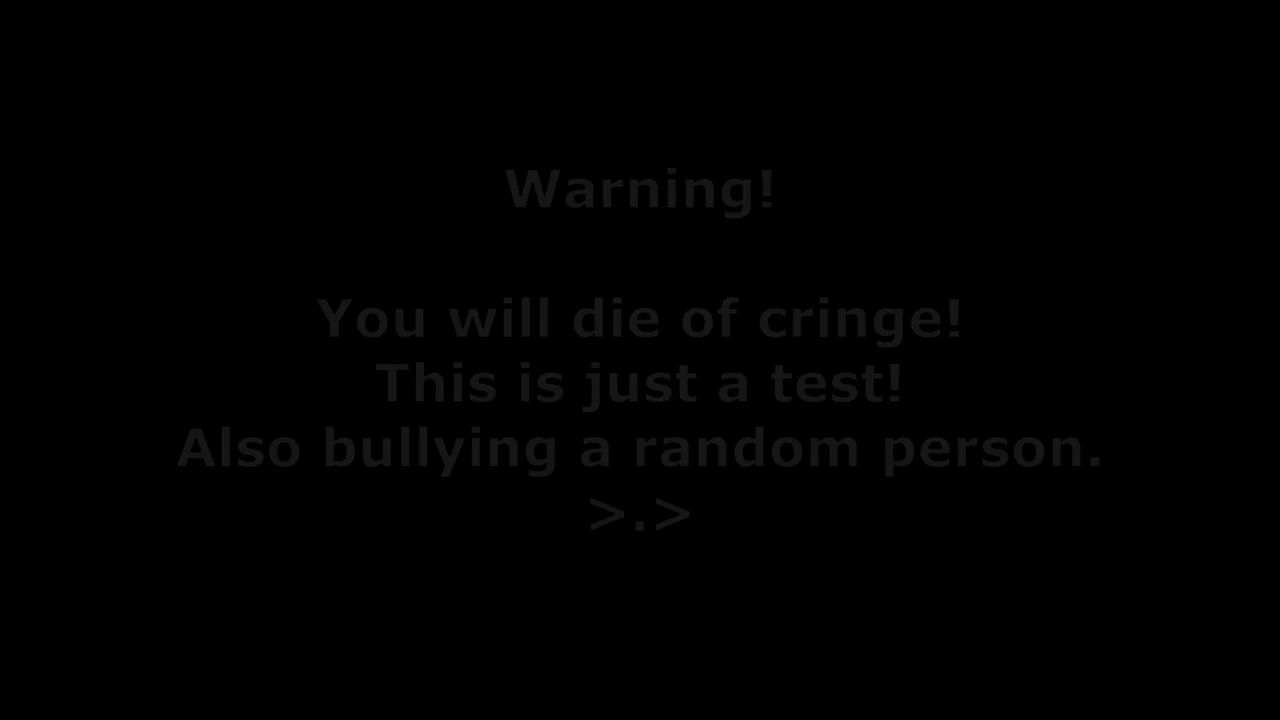 Warning!
You will die of cringe!
This is just a test!
Also bullying a random person.
>.>